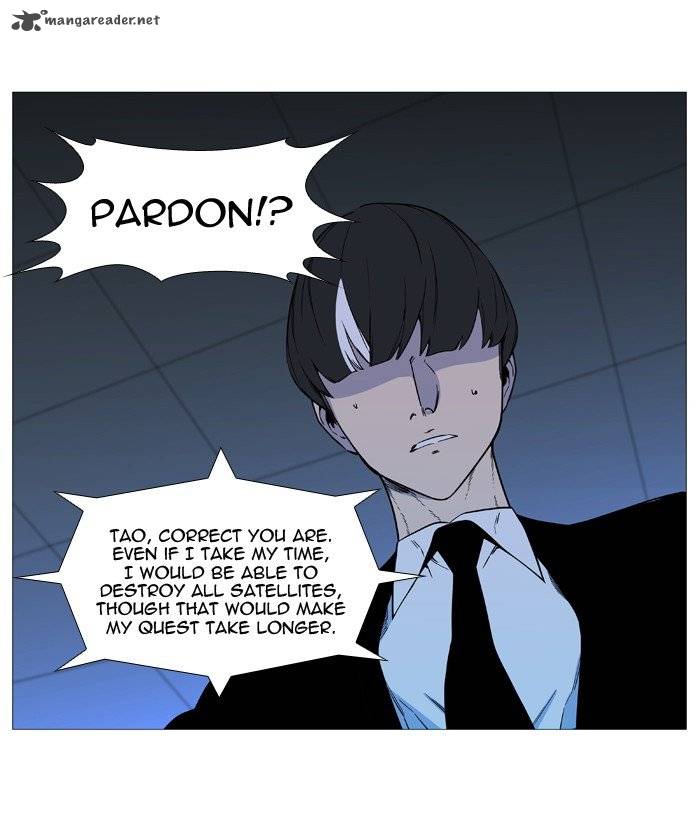 mangareader.net
PARDON!?
TAO, CORRECT YOU ARE.
EVEN IF I TAKE MY TIME,
I WOULD BE ABLE TO
DESTROY ALL SATELLITES,
THOUGH THAT WOULD MAKE
MY QUEST TAKE LONGER.